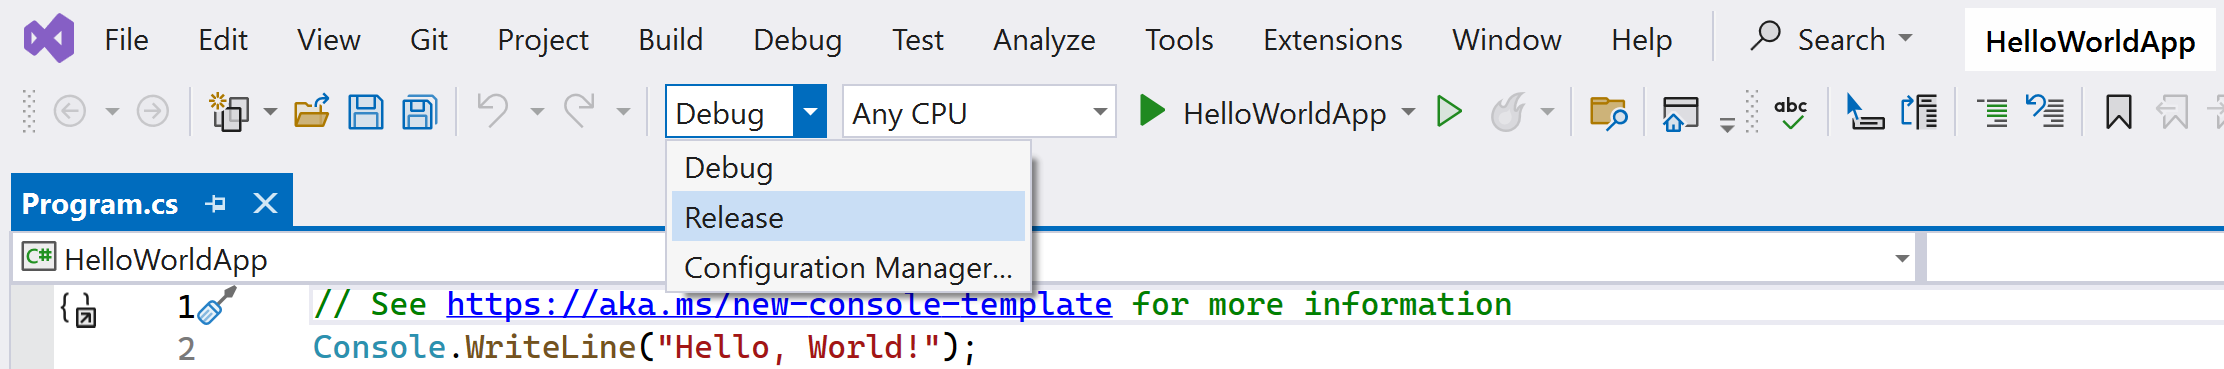 File Edit View Git Project Build Debug Test Analyze Tools Extensions Window Help Search HelloWorldApp
Debug Any CPU HelloWorldApp abc
Debug
Program.cs
Release
C# HelloWorldApp
Configuration Manager...
1 // See https://aka.ms/new-console-template for more information
2 Console.WriteLine("Hello, World!");